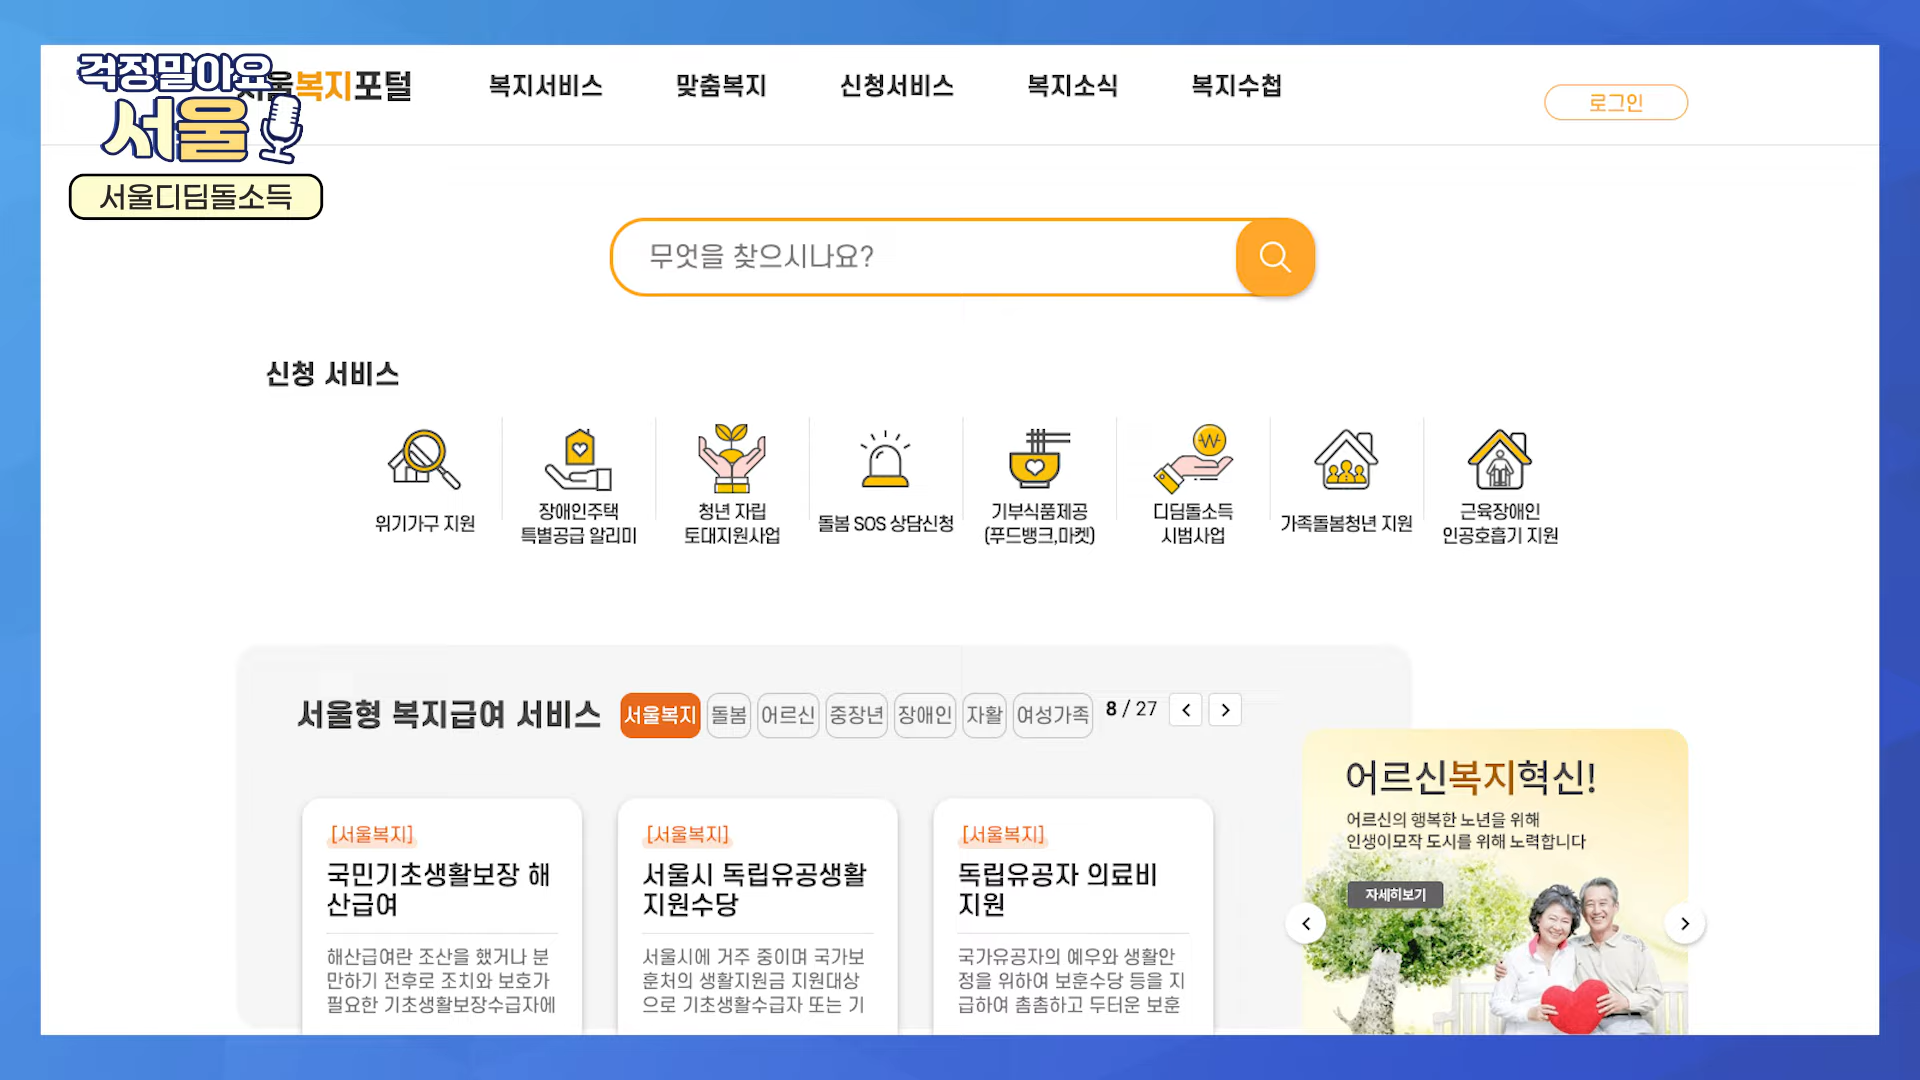 걱정말아요
서울
서울디딤돌소득
서울복지포털
복지서비스
맞춤복지
신청서비스
복지소식
복지수첩
로그인
무엇을 찾으시나요?
신청 서비스
위기가구 지원
장애인주택
특별공급 알리미
청년 자립
토대지원사업
돌봄 SOS 상담신청
기부식품제공
(푸드뱅크,마켓)
디딤돌소득
시범사업
가족돌봄청년 지원
근육장애인
인공호흡기 지원
서울형 복지급여 서비스
서울복지
돌봄
어르신
중장년
장애인
자활
여성가족
8 / 27
[서울복지]
국민기초생활보장 해
산급여
해산급여란 조산을 했거나 분
만하기 전후로 조치와 보호가
필요한 기초생활보장수급자에
[서울복지]
서울시 독립유공생활
지원수당
서울시에 거주 중이며 국가보
훈처의 생활지원금 지원대상
으로 기초생활수급자 또는 기
[서울복지]
독립유공자 의료비
지원
국가유공자의 예우와 생활안
정을 위하여 보훈수당 등을 지
급하여 촘촘하고 두터운 보훈
어르신복지혁신!
어르신의 행복한 노년을 위해
인생이모작 도시를 위해 노력합니다
자세히보기